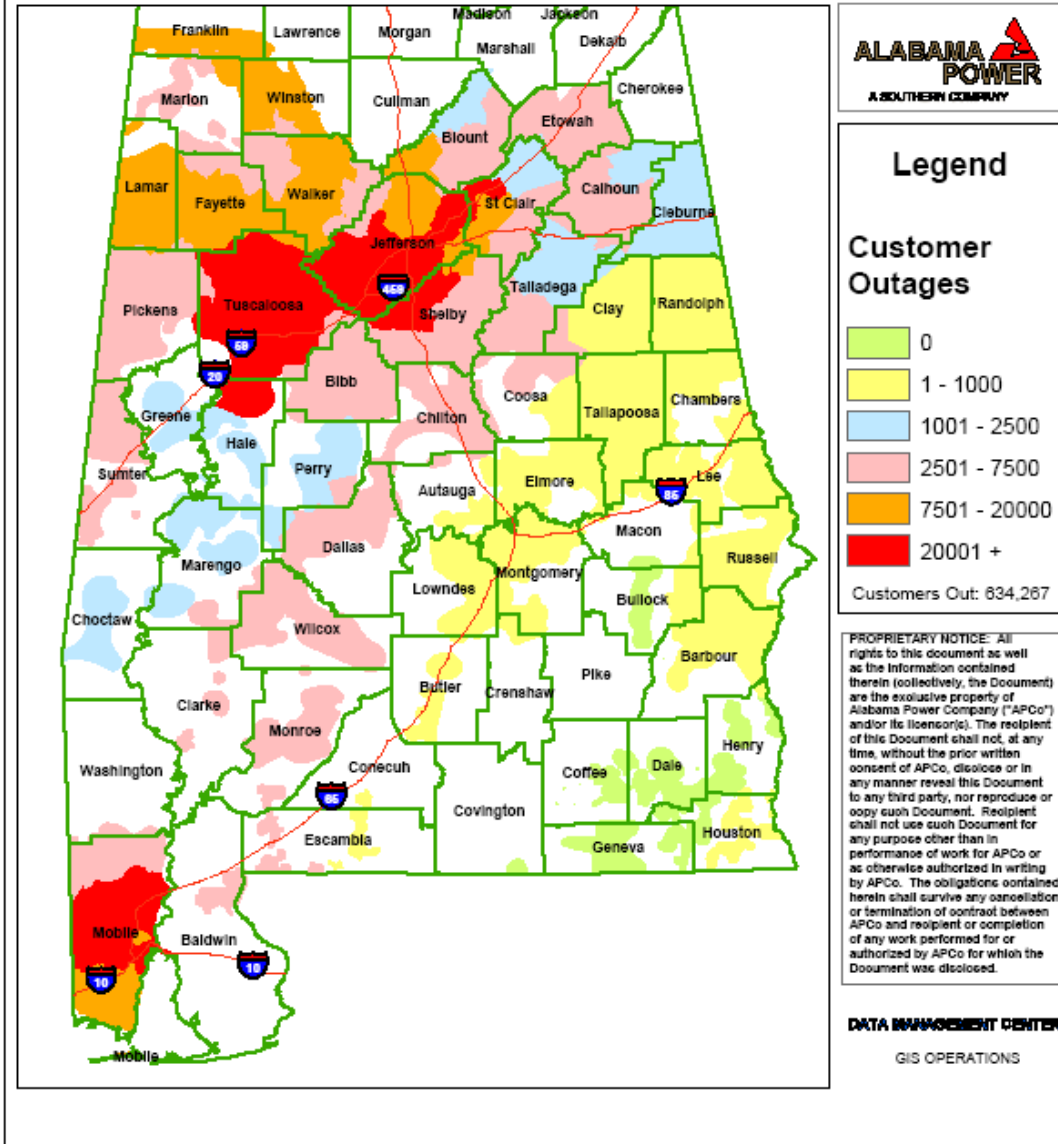 Madison
Jackson
Franklin
Lawrence
Morgan
Marshall
Dekalb
Cherokee
Marion
Winston
Cullman
Blount
Etowah
Lamar
Fayette
Walker
St Clair
Calhoun
Cleburne
Jefferson
Pickens
Tuscaloosa
459
Shelby
Talladega
Clay
Randolph
59
20
Bibb
Greene
Chilton
Coosa
Tallapoosa
Chambers
Hale
Perry
Sumter
Autauga
Elmore
85
Lee
Macon
Marengo
Dallas
Lowndes
Montgomery
Russell
Bullock
Choctaw
Wilcox
Barbour
Butler
Crenshaw
Pike
Clarke
Monroe
Washington
Conecuh
Coffee
Dale
Henry
65
Covington
Escambia
Geneva
Houston
Mobile
Baldwin
10
10
Mobile
ALABAMA
POWER
A SOUTHERN COMPANY
Legend
Customer
Outages
0
1 - 1000
1001 - 2500
2501 - 7500
7501 - 20000
20001 +
Customers Out: 634,267
PROPRIETARY NOTICE: All
rights to this document as well
as the information contained
therein (collectively, the Document)
are the exclusive property of
Alabama Power Company ("APCo")
and/or its licensor(s). The recipient
of this Document shall not, at any
time, without the prior written
consent of APCo, disclose or in
any manner reveal this Document
to any third party, nor reproduce or
copy such Document. Recipient
shall not use such Document for
any purpose other than in
performance of work for APCo or
as otherwise authorized in writing
by APCo. The obligations contained
herein shall survive any cancellation
or termination of contract between
APCo and recipient or completion
of any work performed for or
authorized by APCo for which the
Document was disclosed.
DATA MANAGEMENT CENTER
GIS OPERATIONS